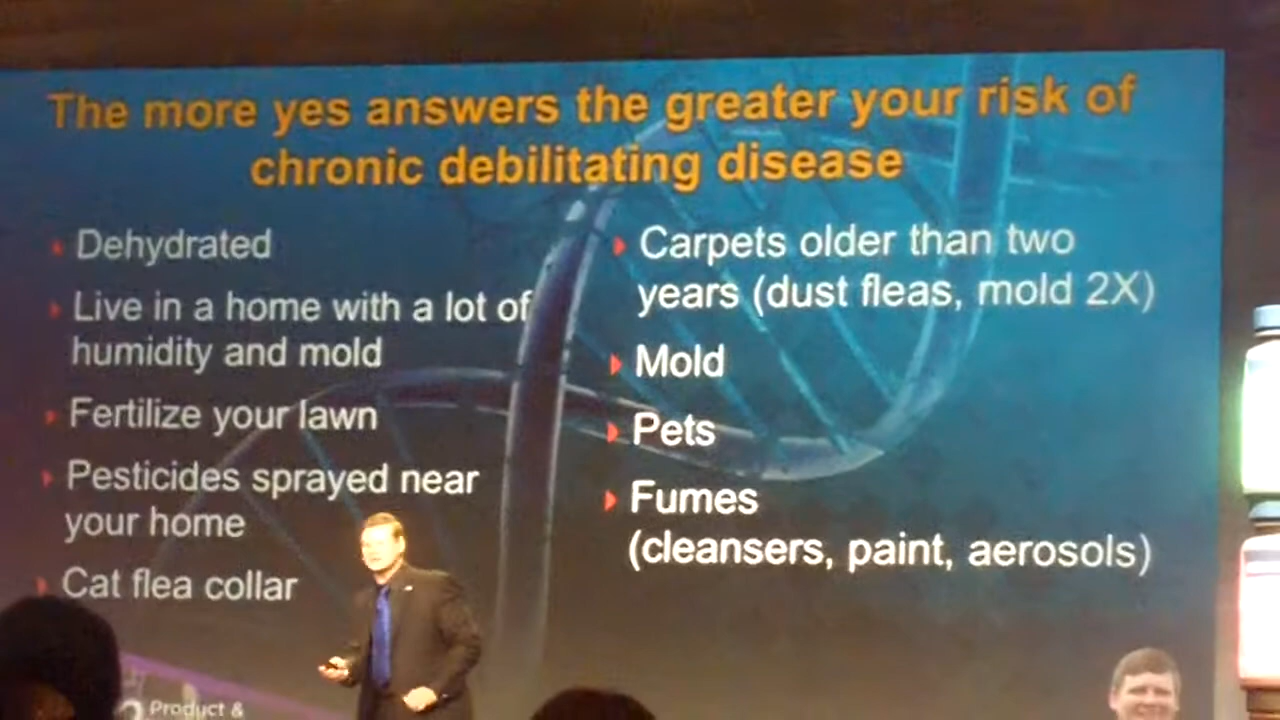 The more yes answers the greater your risk of
chronic debilitating disease
Dehydrated
Live in a home with a lot of
humidity and mold
Fertilize your lawn
Pesticides sprayed near
your home
Cat flea collar
Carpets older than two
years (dust fleas, mold 2X)
Mold
Pets
Fumes
(cleansers, paint, aerosols)
Product &